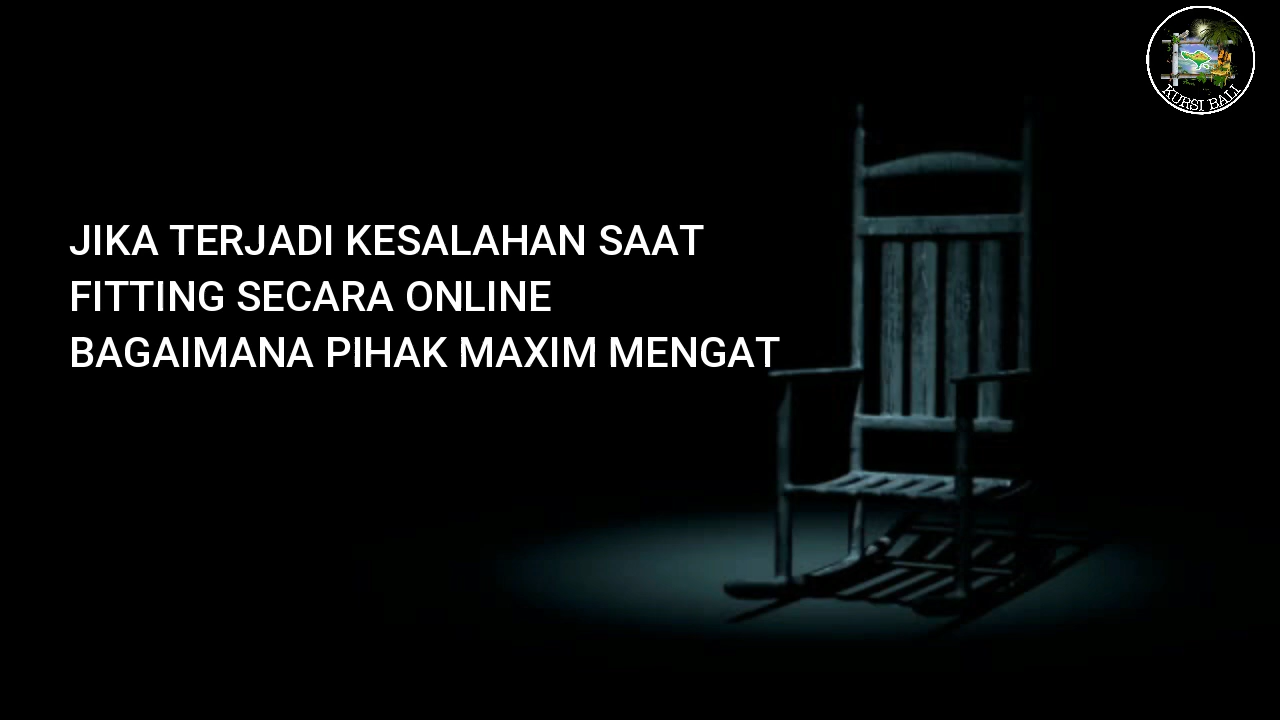 KURSI BALI
JIKA TERJADI KESALAHAN SAAT
FITTING SECARA ONLINE
BAGAIMANA PIHAK MAXIM MENGAT